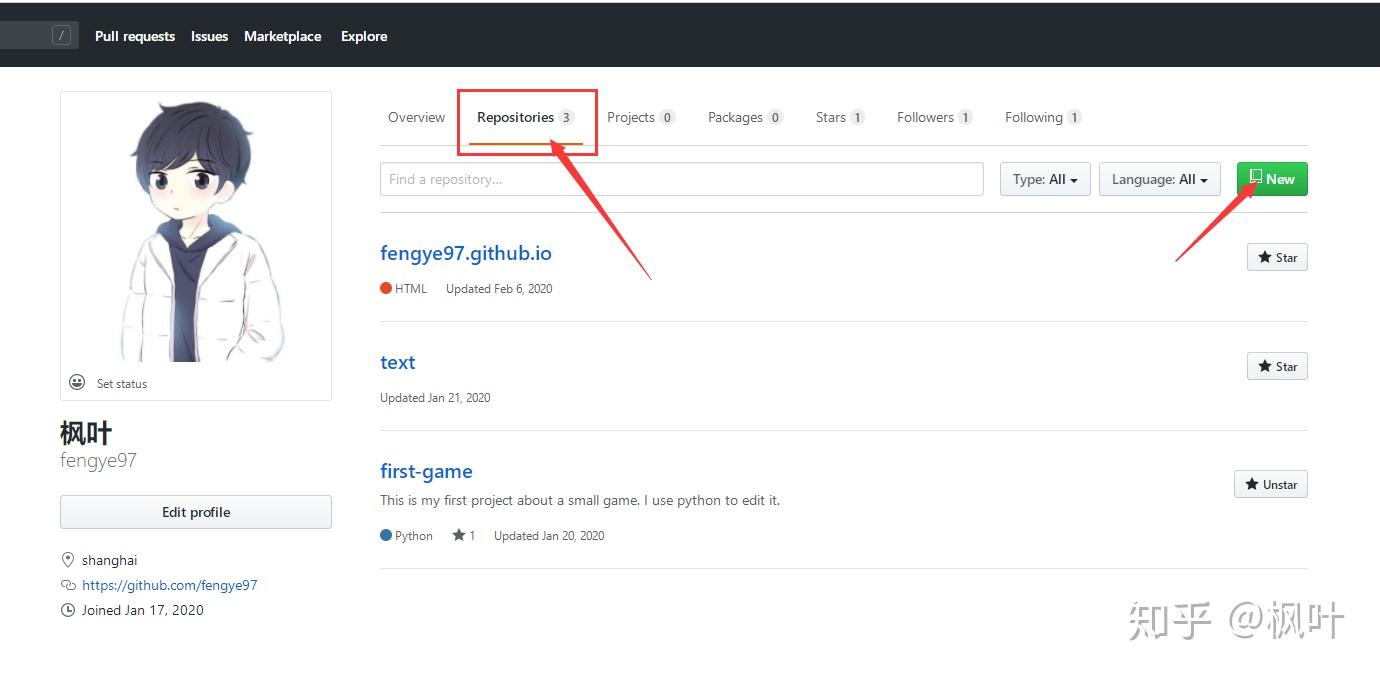 / Pull requests Issues Marketplace Explore
Overview Repositories 3 Projects 0 Packages 0 Stars 1 Followers 1 Following 1
Find a repository... Type: All Language: All New
fengye97.github.io
Star
HTML Updated Feb 6, 2020
text
Star
Updated Jan 21, 2020
Set status
枫叶
fengye97
first-game
This is my first project about a small game. I use python to edit it.
Unstar
Python 1 Updated Jan 20, 2020
Edit profile
shanghai
https://github.com/fengye97
Joined Jan 17, 2020
知乎 @枫叶